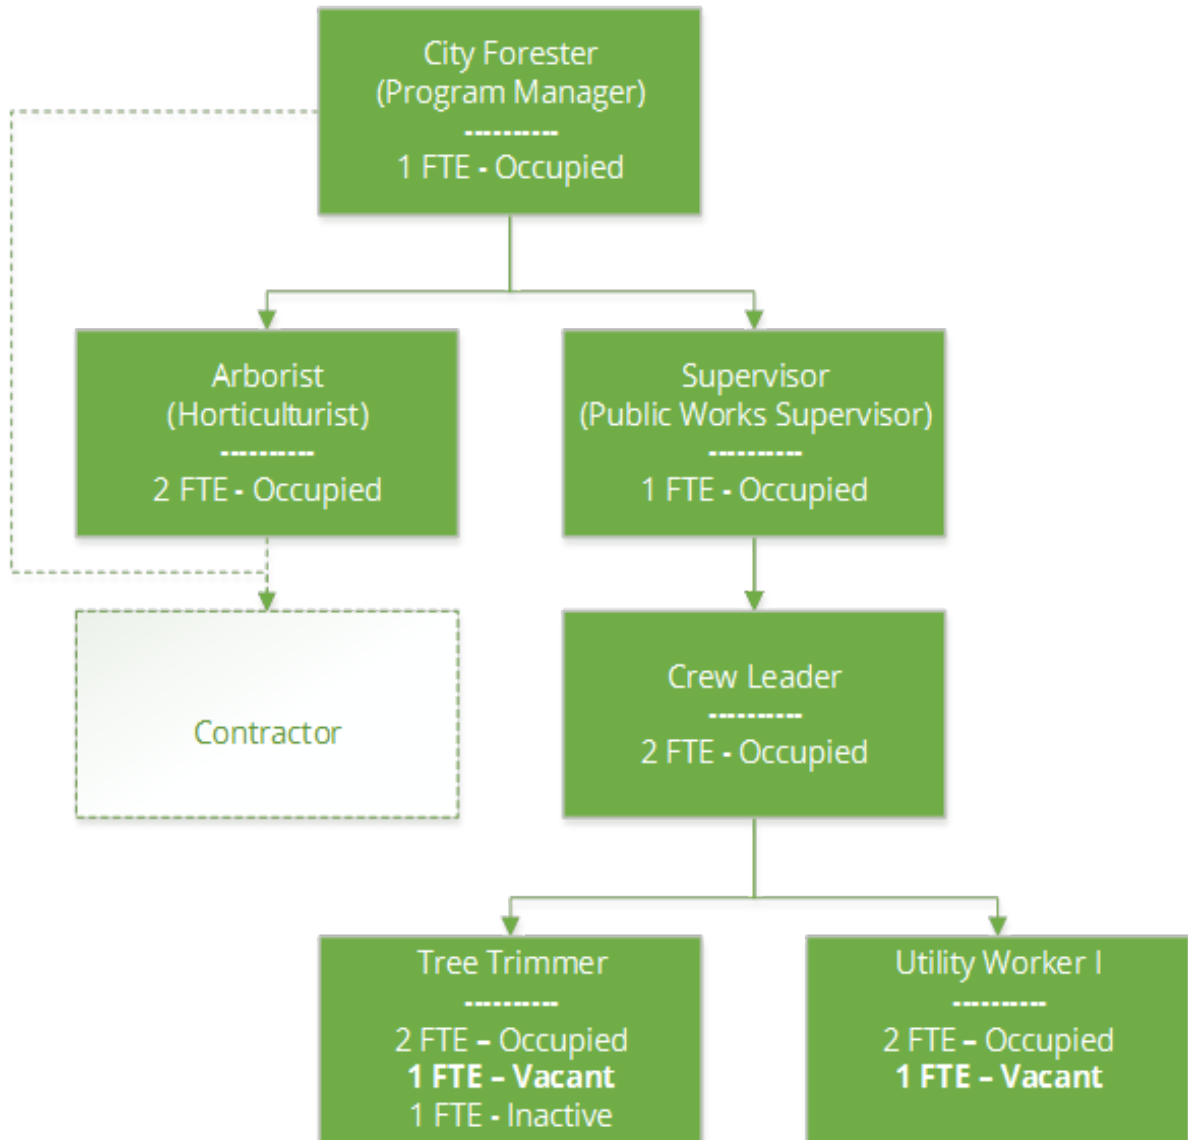 City Forester
(Program Manager)
----------
1 FTE - Occupied
Arborist
(Horticulturist)
----------
2 FTE - Occupied
Supervisor
(Public Works Supervisor)
----------
1 FTE - Occupied
Contractor
Crew Leader
----------
2 FTE - Occupied
Tree Trimmer
----------
2 FTE – Occupied
1 FTE – Vacant
1 FTE - Inactive
Utility Worker I
----------
2 FTE – Occupied
1 FTE – Vacant